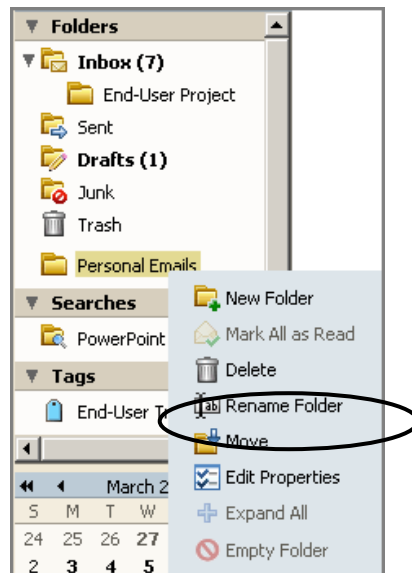 Folders
Inbox (7)
End-User Project
Sent
Drafts (1)
Junk
Trash
Personal Emails
Searches
PowerPoint
Tags
End-User T
New Folder
Mark All as Read
Delete
Rename Folder
Move
Edit Properties
Expand All
Empty Folder
March 2
S M T W
24 25 26 27
2 3 4 5